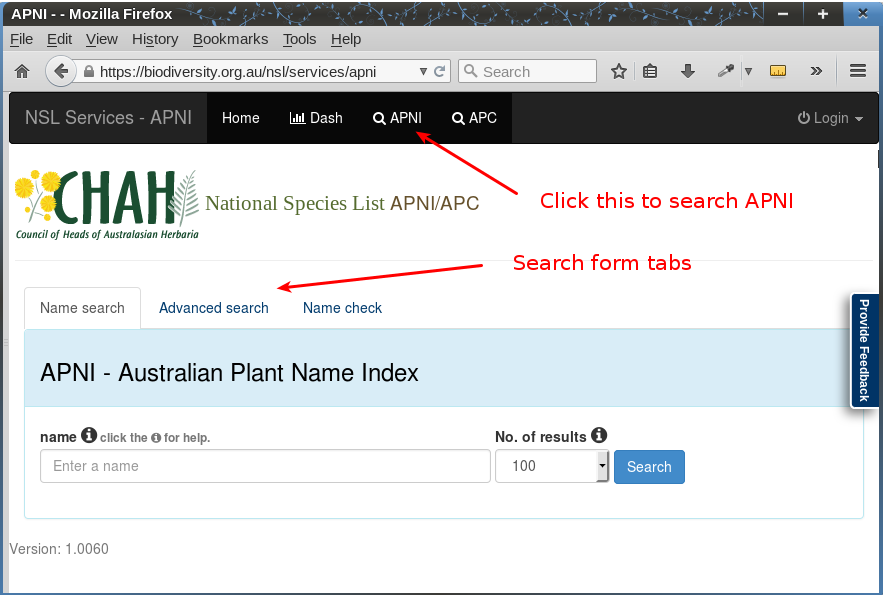 APNI - - Mozilla Firefox
File Edit View History Bookmarks Tools Help
https://biodiversity.org.au/nsl/services/apni
Search
NSL Services - APNI
Home
Dash
APNI
APC
Login
CHAH
Council of Heads of Australasian Herbaria
National Species List APNI/APC
Click this to search APNI
Search form tabs
Name search
Advanced search
Name check
Provide Feedback
APNI - Australian Plant Name Index
name click the for help.
No. of results
Enter a name
100
Search
Version: 1.0060